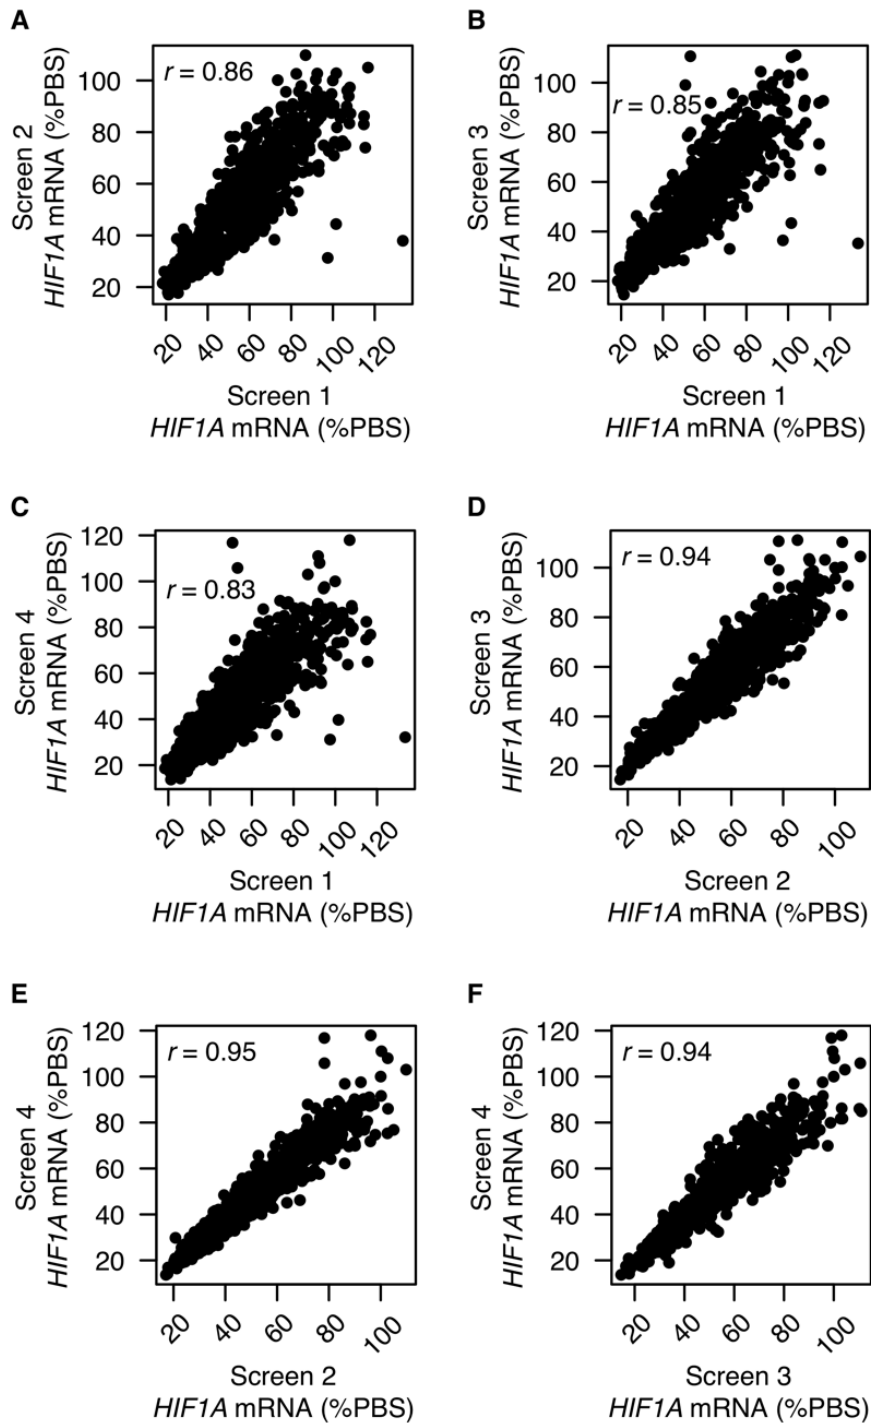 A
r = 0.86
Screen 2
HIF1A mRNA (%PBS)
100
80
60
40
20
20 40 60 80 100 120
Screen 1
HIF1A mRNA (%PBS)
B
r = 0.85
Screen 3
HIF1A mRNA (%PBS)
100
80
60
40
20
20 40 60 80 100 120
Screen 1
HIF1A mRNA (%PBS)
C
r = 0.83
Screen 4
HIF1A mRNA (%PBS)
120
100
80
60
40
20
20 40 60 80 100 120
Screen 1
HIF1A mRNA (%PBS)
D
r = 0.94
Screen 3
HIF1A mRNA (%PBS)
100
80
60
40
20
20 40 60 80 100
Screen 2
HIF1A mRNA (%PBS)
E
r = 0.95
Screen 4
HIF1A mRNA (%PBS)
120
100
80
60
40
20
20 40 60 80 100
Screen 2
HIF1A mRNA (%PBS)
F
r = 0.94
Screen 4
HIF1A mRNA (%PBS)
120
100
80
60
40
20
20 40 60 80 100
Screen 3
HIF1A mRNA (%PBS)